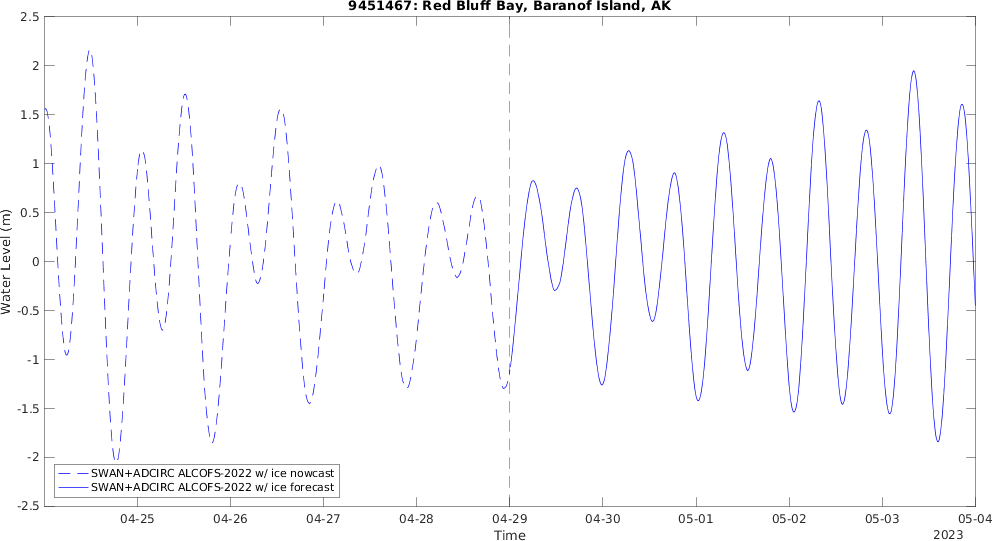 9451467: Red Bluff Bay, Baranof Island, AK
2.5
2
1.5
1
0.5
0
-0.5
-1
-1.5
-2
-2.5
Water Level (m)
SWAN+ADCIRC ALCOFS-2022 w/ ice nowcast
SWAN+ADCIRC ALCOFS-2022 w/ ice forecast
04-25 04-26 04-27 04-28 04-29 04-30 05-01 05-02 05-03 05-04
Time
2023